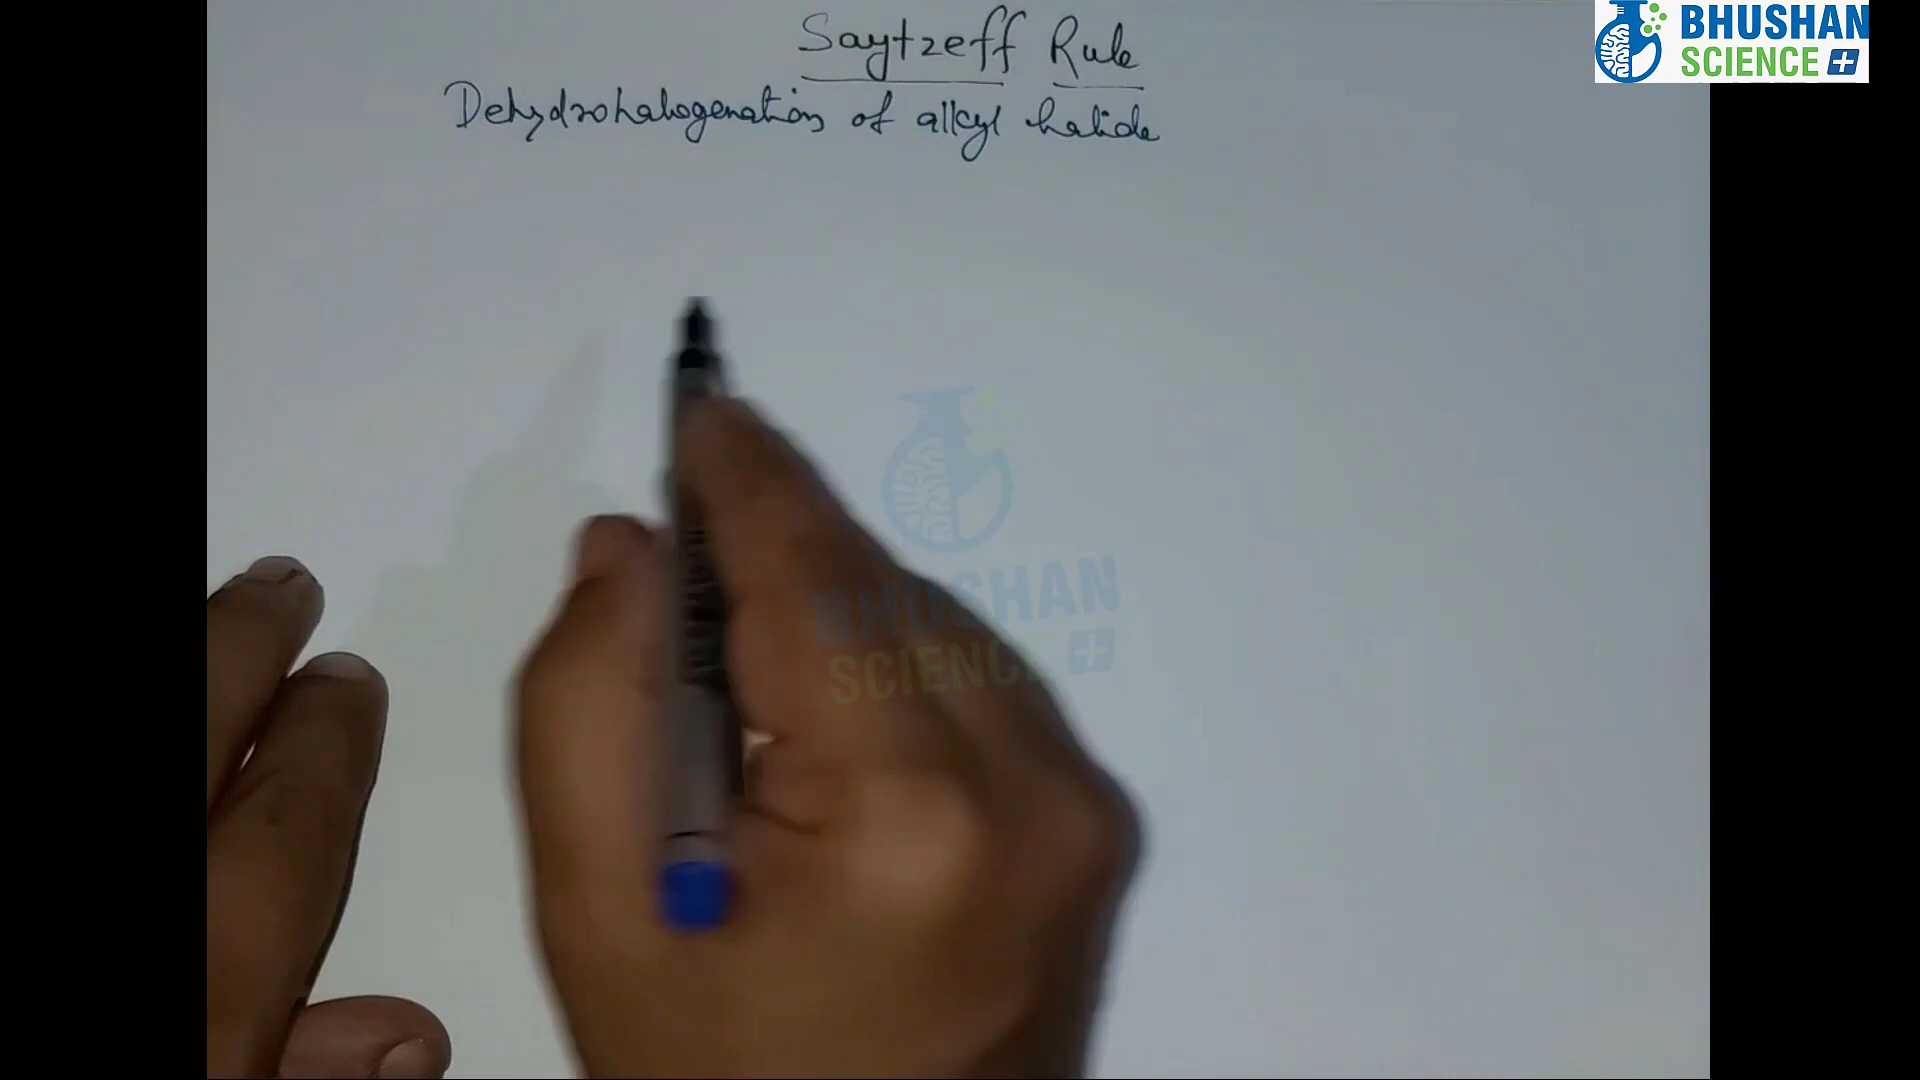 Saytzeff Rule
Dehydrohalogenation of alkyl halide
BHUSHAN
SCIENCE
BHUSHAN
SCIENCE